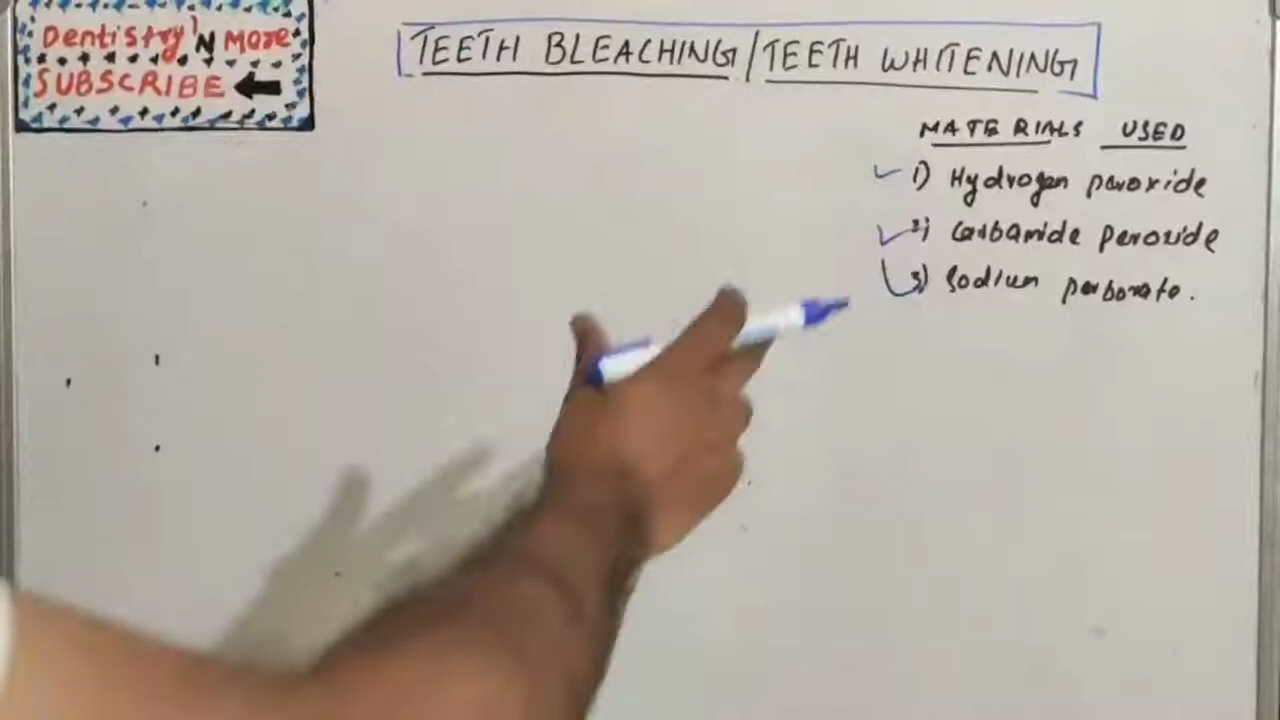 Dentistry'N More
SUBSCRIBE
TEETH BLEACHING/TEETH WHITENING
MATERIALS USED
1) Hydrogen peroxide
2) Carbamide peroxide
3) Sodium perborate.